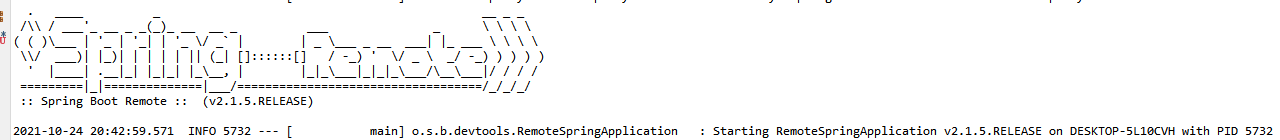 :: Spring Boot Remote ::  (v2.1.5.RELEASE)
2021-10-24 20:42:59.571  INFO 5732 --- [           main] o.s.b.devtools.RemoteSpringApplication   : Starting RemoteSpringApplication v2.1.5.RELEASE on DESKTOP-5L10CVH with PID 5732